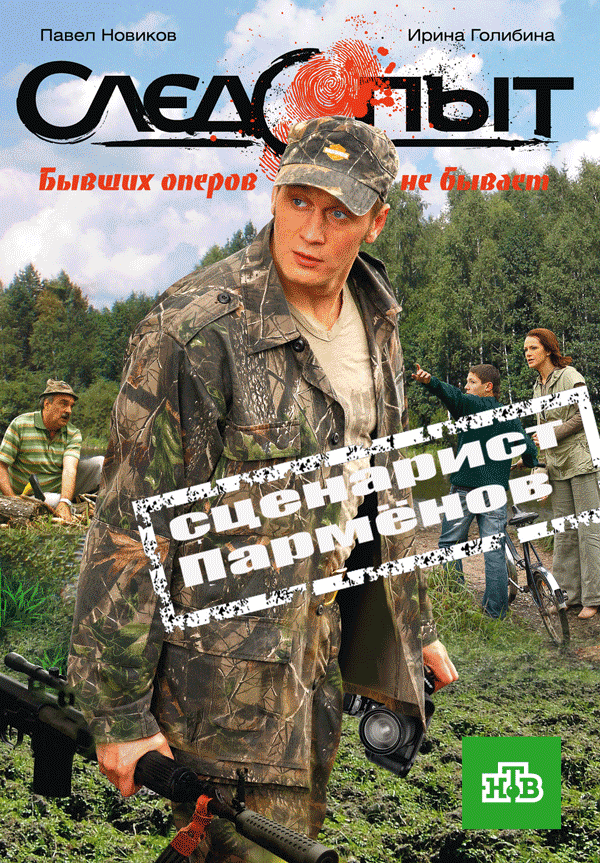 Павел Новиков
Ирина Голибина
СледОпыт
Бывших оперов не бывает
сценарист
Пармёнов
НТВ